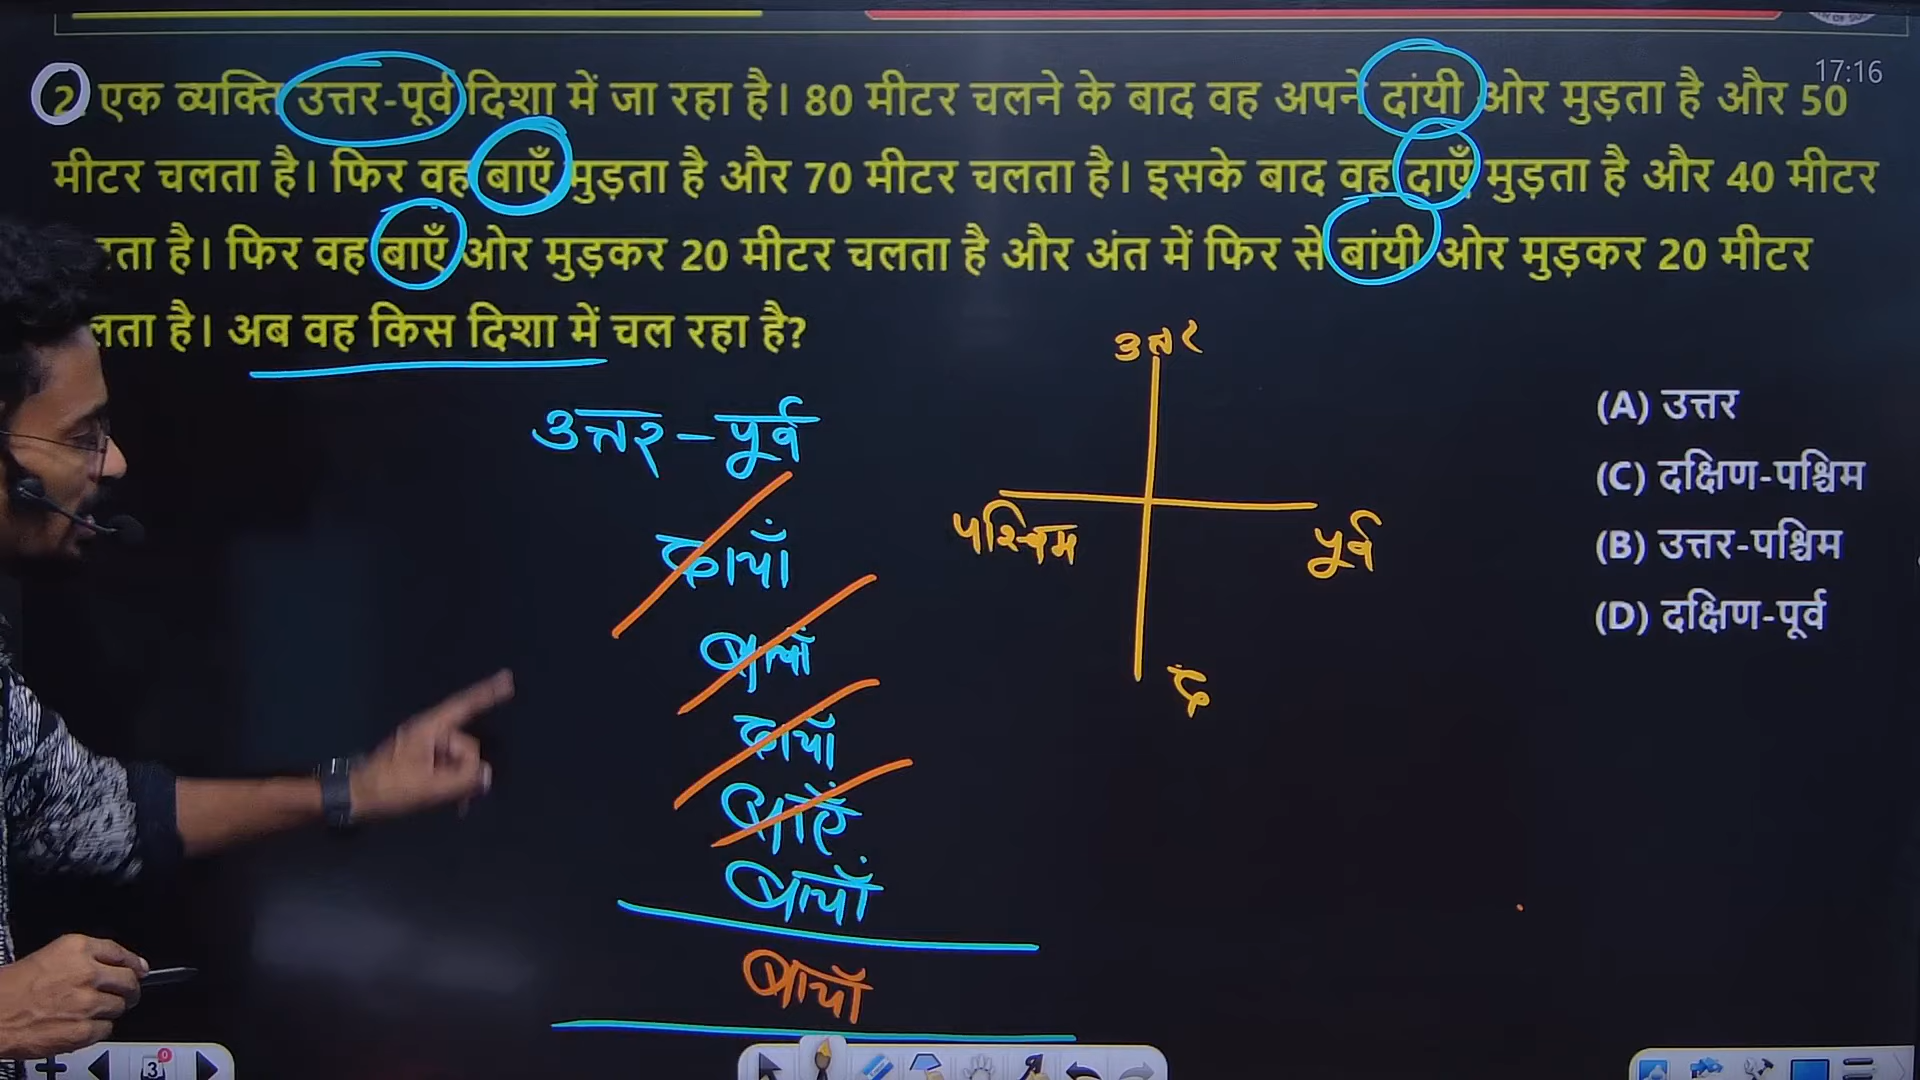 17:16
2. एक व्यक्ति उत्तर-पूर्व दिशा में जा रहा है। 80 मीटर चलने के बाद वह अपने दांयी ओर मुड़ता है और 50
मीटर चलता है। फिर वह बाएँ मुड़ता है और 70 मीटर चलता है। इसके बाद वह दाएँ मुड़ता है और 40 मीटर
ता है। फिर वह बाएँ ओर मुड़कर 20 मीटर चलता है और अंत में फिर से बांयी ओर मुड़कर 20 मीटर
लता है। अब वह किस दिशा में चल रहा है?
उत्तर
उत्तर-पूर्व
पश्चिम
पूर्व
द
दायाँ
बायाँ
दायाँ
बाएँ
बायाँ
बायाँ
(A) उत्तर
(C) दक्षिण-पश्चिम
(B) उत्तर-पश्चिम
(D) दक्षिण-पूर्व
3
0